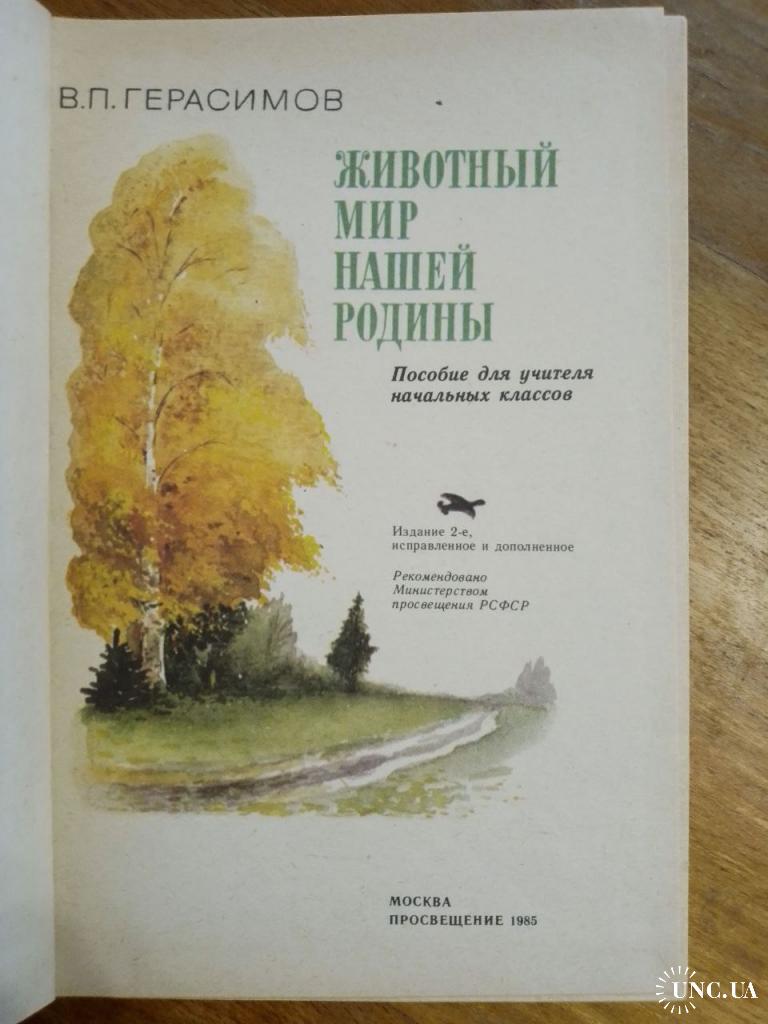 В.П. ГЕРАСИМОВ
ЖИВОТНЫЙ
МИР
НАШЕЙ
РОДИНЫ
Пособие для учителя
начальных классов
Издание 2-е,
исправленное и дополненное
Рекомендовано
Министерством
просвещения РСФСР
МОСКВА
ПРОСВЕЩЕНИЕ 1985
UNC.UA